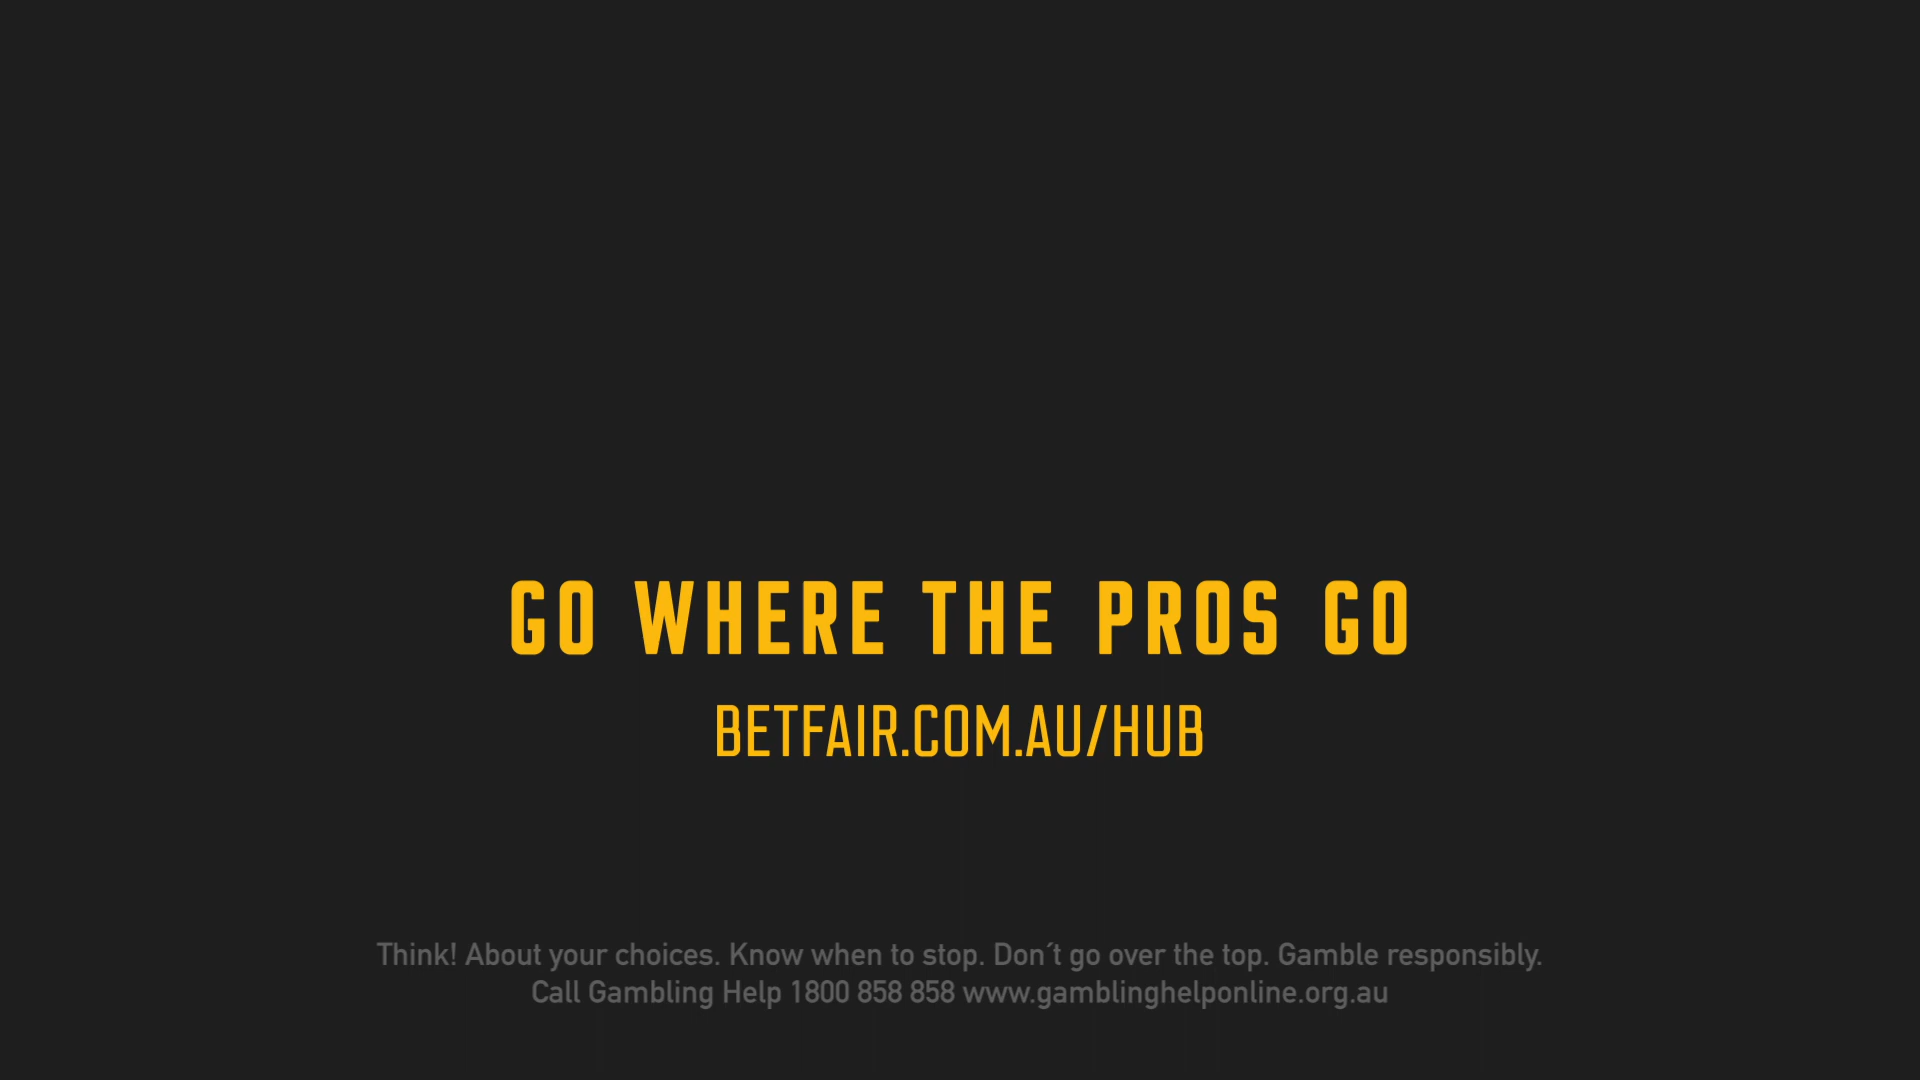 GO WHERE THE PROS GO
BETFAIR.COM.AU/HUB
Think! About your choices. Know when to stop. Don´t go over the top. Gamble responsibly.
Call Gambling Help 1800 858 858 www.gamblinghelponline.org.au